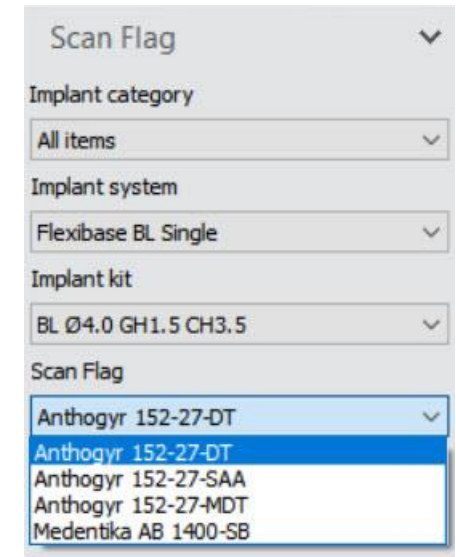 Scan Flag
Implant category
All items
Implant system
Flexibase BL Single
Implant kit
BL Ø4.0 GH1.5 CH3.5
Scan Flag
Anthogyr 152-27-DT
Anthogyr 152-27-DT
Anthogyr 152-27-SAA
Anthogyr 152-27-MDT
Medentika AB 1400-SB